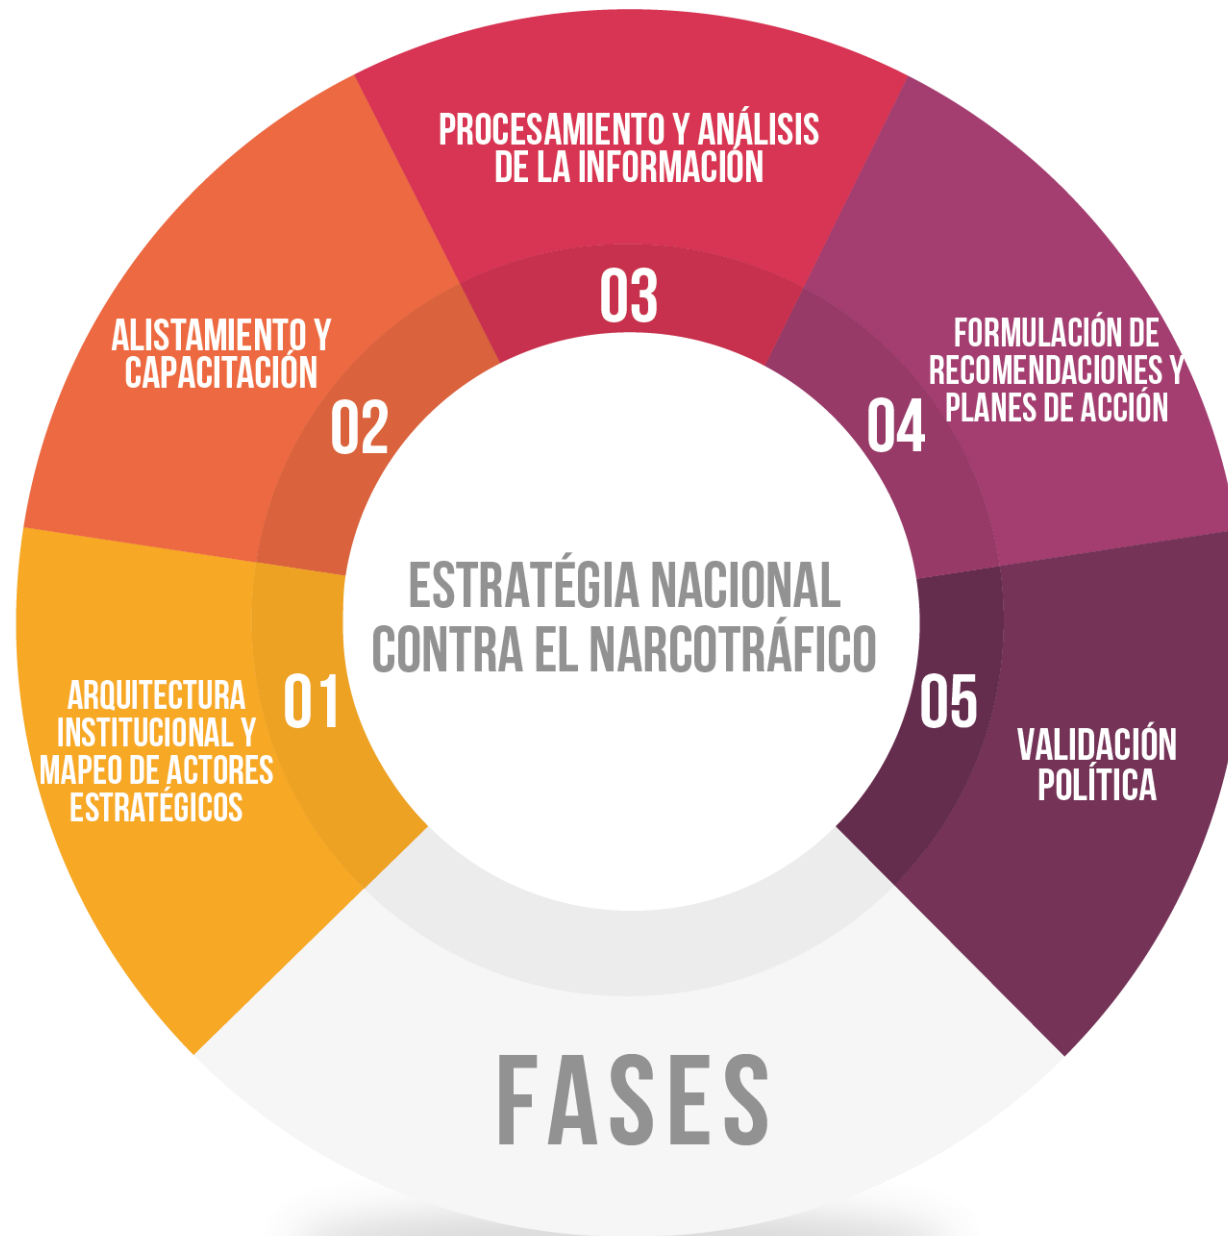 PROCESAMIENTO Y ANÁLISIS
DE LA INFORMACIÓN
03
ALISTAMIENTO Y
CAPACITACIÓN
02
FORMULACIÓN DE
RECOMENDACIONES Y
PLANES DE ACCIÓN
04
ESTRATÉGIA NACIONAL
CONTRA EL NARCOTRÁFICO
ARQUITECTURA
INSTITUCIONAL Y
MAPEO DE ACTORES
ESTRATÉGICOS
01
05
VALIDACIÓN
POLÍTICA
FASES